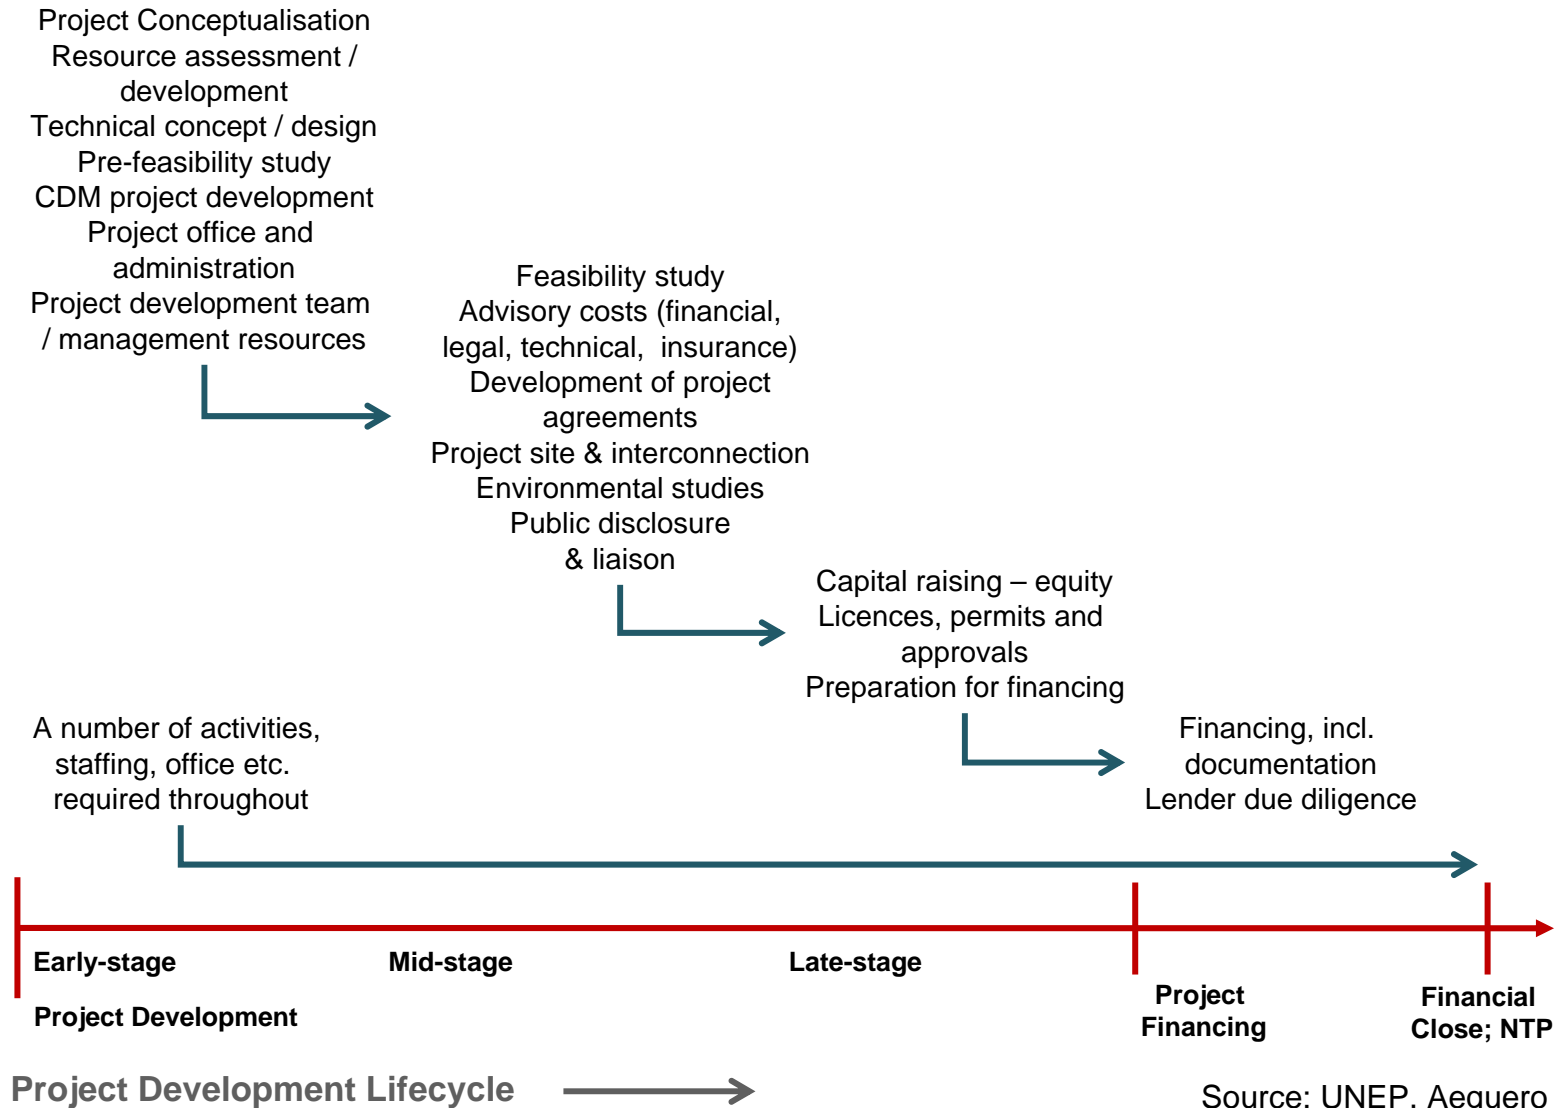 Project Conceptualisation
Resource assessment /
development
Technical concept / design
Pre-feasibility study
CDM project development
Project office and
administration
Project development team
/ management resources
Feasibility study
Advisory costs (financial,
legal, technical,  insurance)
Development of project
agreements
Project site & interconnection
Environmental studies
Public disclosure
& liaison
Capital raising – equity
Licences, permits and
approvals
Preparation for financing
Financing, incl.
documentation
Lender due diligence
A number of activities,
staffing, office etc.
required throughout
Early-stage
Mid-stage
Late-stage
Project Development
Project
Financing
Financial
Close; NTP
Project Development Lifecycle
Source: UNEP, Aequero